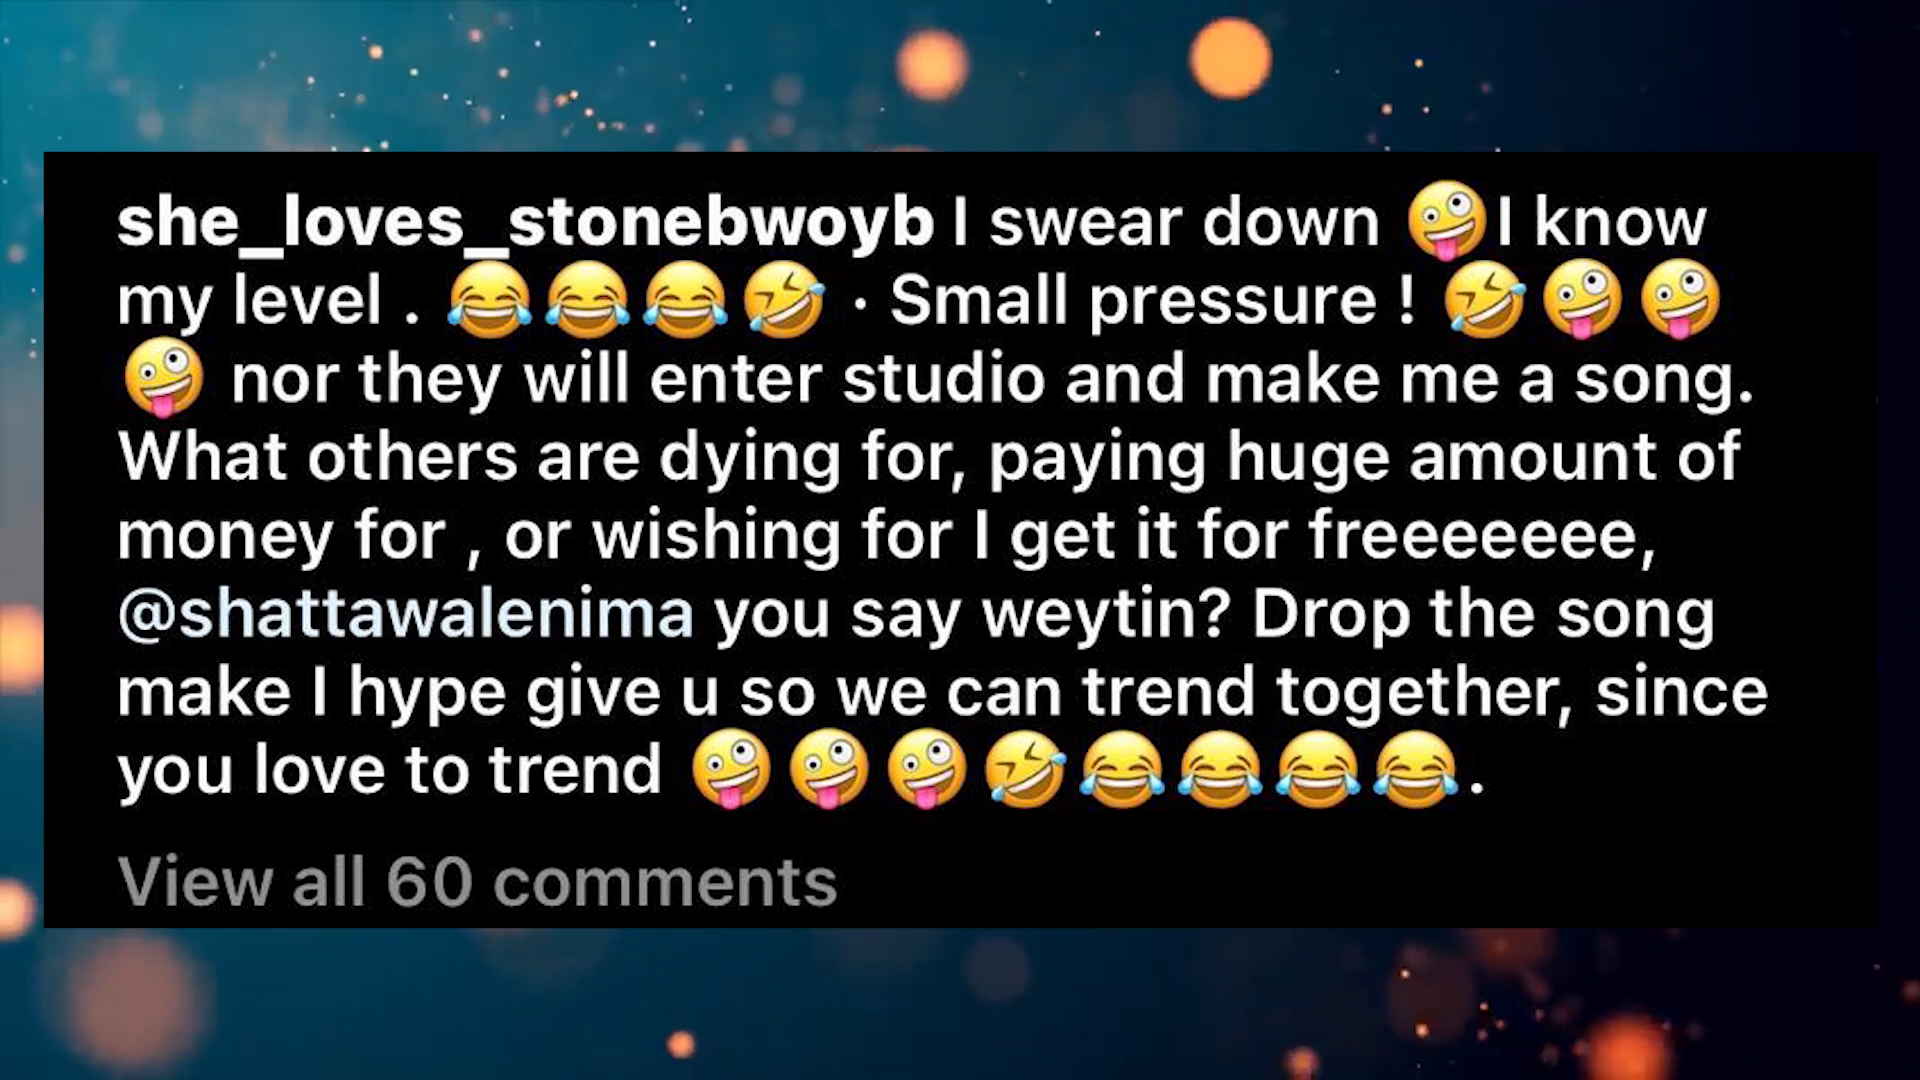 she_loves_stonebwoyb I swear down 🤪I know
my level . 😂😂😂🤣 · Small pressure ! 🤣🤪🤪
🤪 nor they will enter studio and make me a song.
What others are dying for, paying huge amount of
money for , or wishing for I get it for freeeeeee,
@shattawalenima you say weytin? Drop the song
make I hype give u so we can trend together, since
you love to trend 🤪🤪🤪🤣😂😂😂😂.
View all 60 comments